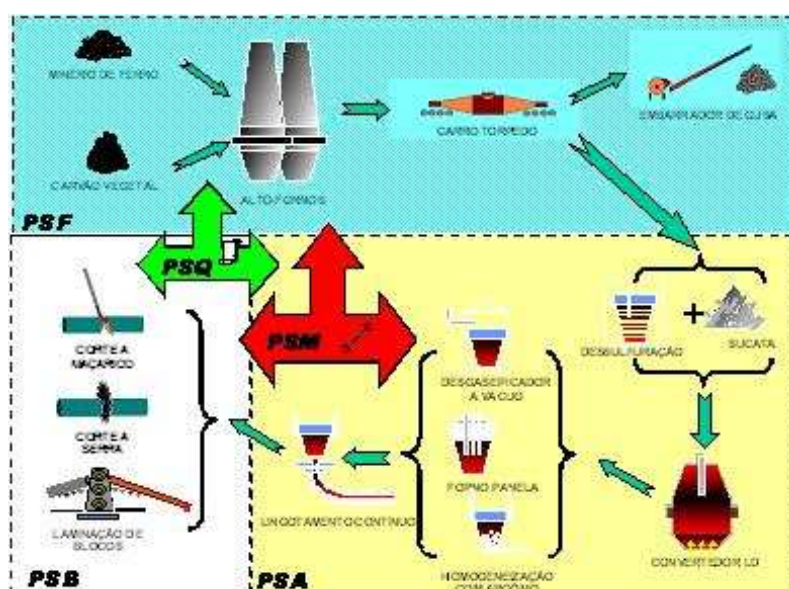 MINÉRIO DE FERRO
CARVÃO VEGETAL
ALTO-FORNOS
CARRO TORPEDO
EMBARRADOR DE GUSA
PSF
PSQ
PSM
CORTE A
MAÇARICO
CORTE A
SERRA
LAMINAÇÃO DE
BLOCOS
PSB
DESGASEIFICADOR
A VÁCUO
FORNO PANELA
HOMOGENEIZAÇÃO
COM ARGÔNIO
LINGOTAMENTO CONTÍNUO
DESSULFURAÇÃO
+
SUCATA
CONVERTEDOR LD
PSA